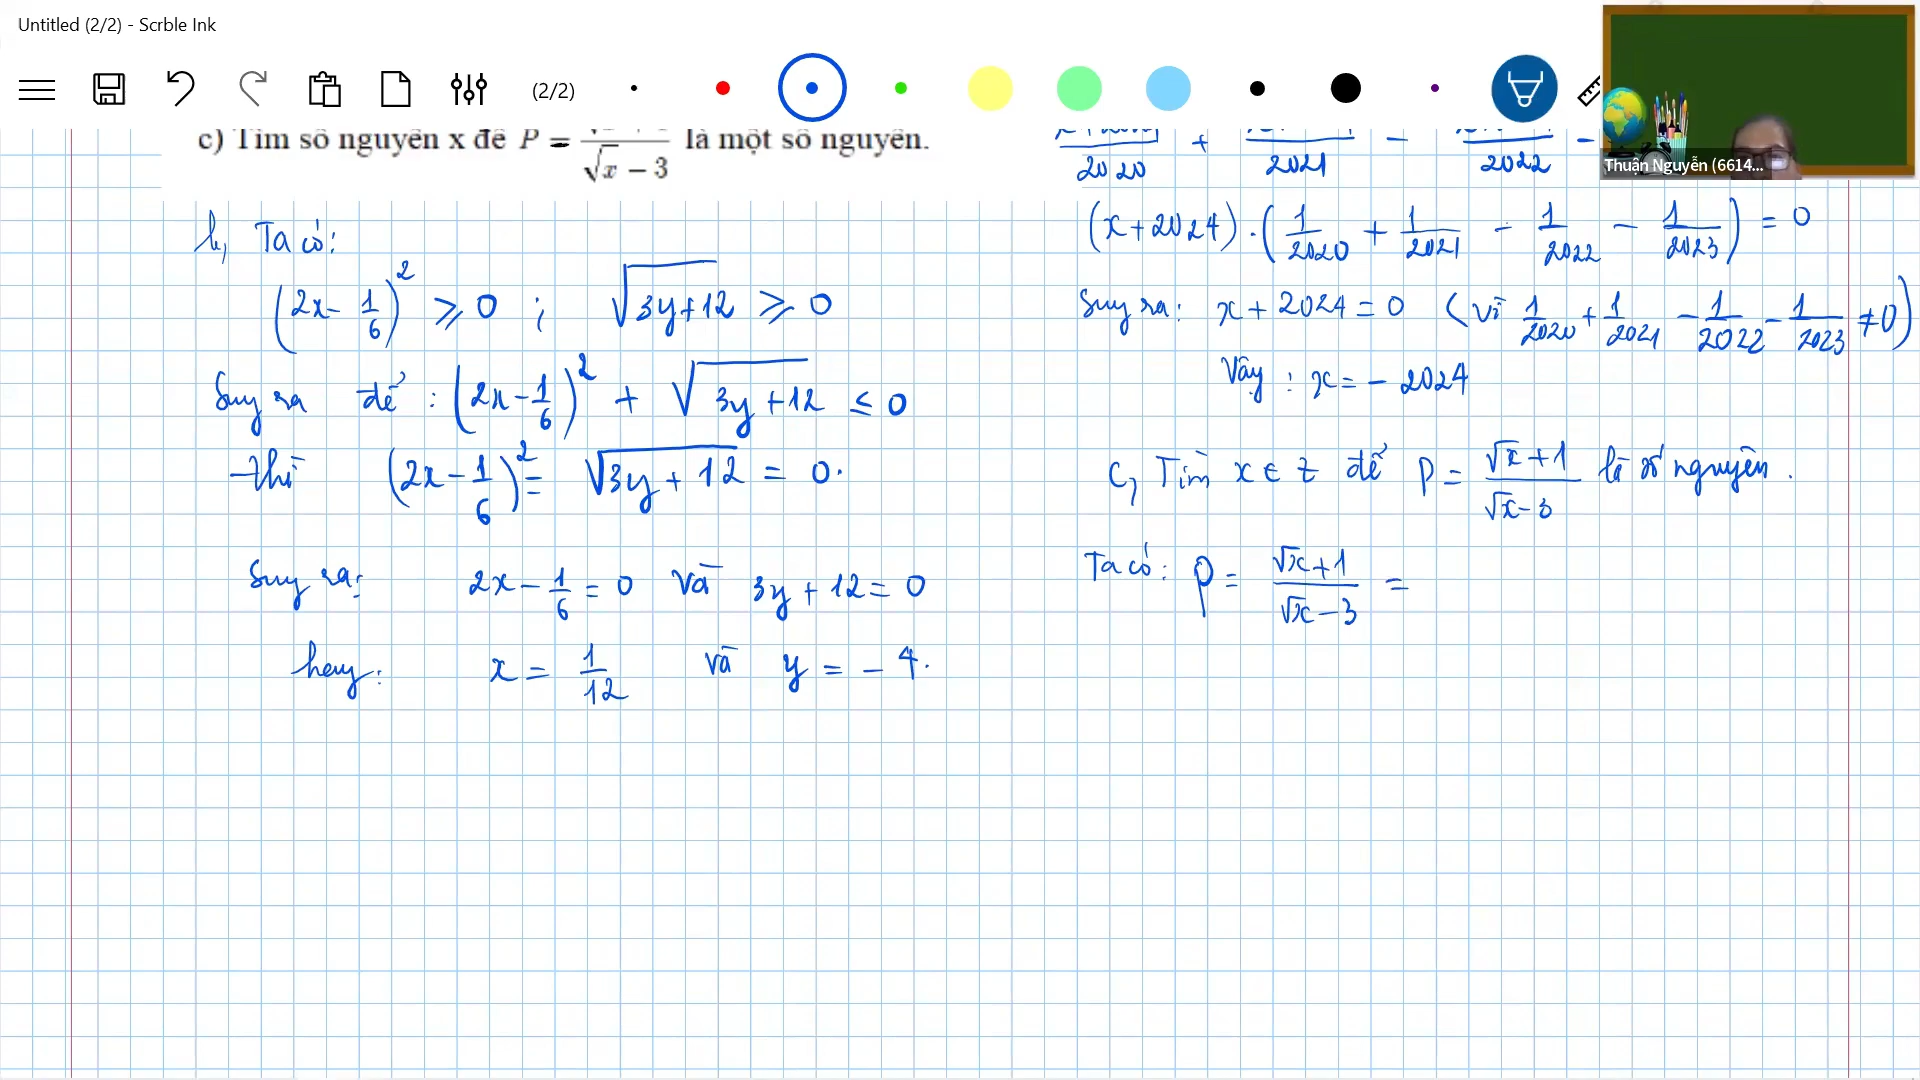 Untitled (2/2) - Scrble Ink
(2/2)
Thuận Nguyễn (6614...
c) Tìm số nguyên x để P = / (√x − 3) là một số nguyên.
b, Ta có:
(2x - 1/6)² ≥ 0 ; √(3y+12) ≥ 0
Suy ra để : (2x - 1/6)² + √(3y+12) ≤ 0
thì (2x - 1/6)² = √(3y+12) = 0.
Suy ra: 2x - 1/6 = 0 và 3y + 12 = 0
hay: x = 1/12 và y = - 4.
/2020 + /2021 - /2022 -
(x+2024) . (1/2020 + 1/2021 - 1/2022 - 1/2023) = 0
Suy ra: x + 2024 = 0 (vì 1/2020 + 1/2021 - 1/2022 - 1/2023 ≠ 0)
Vậy : x = - 2024
c, Tìm x ∈ Z để P = (√x + 1)/(√x - 3) là số nguyên.
Ta có: P = (√x + 1)/(√x - 3) =